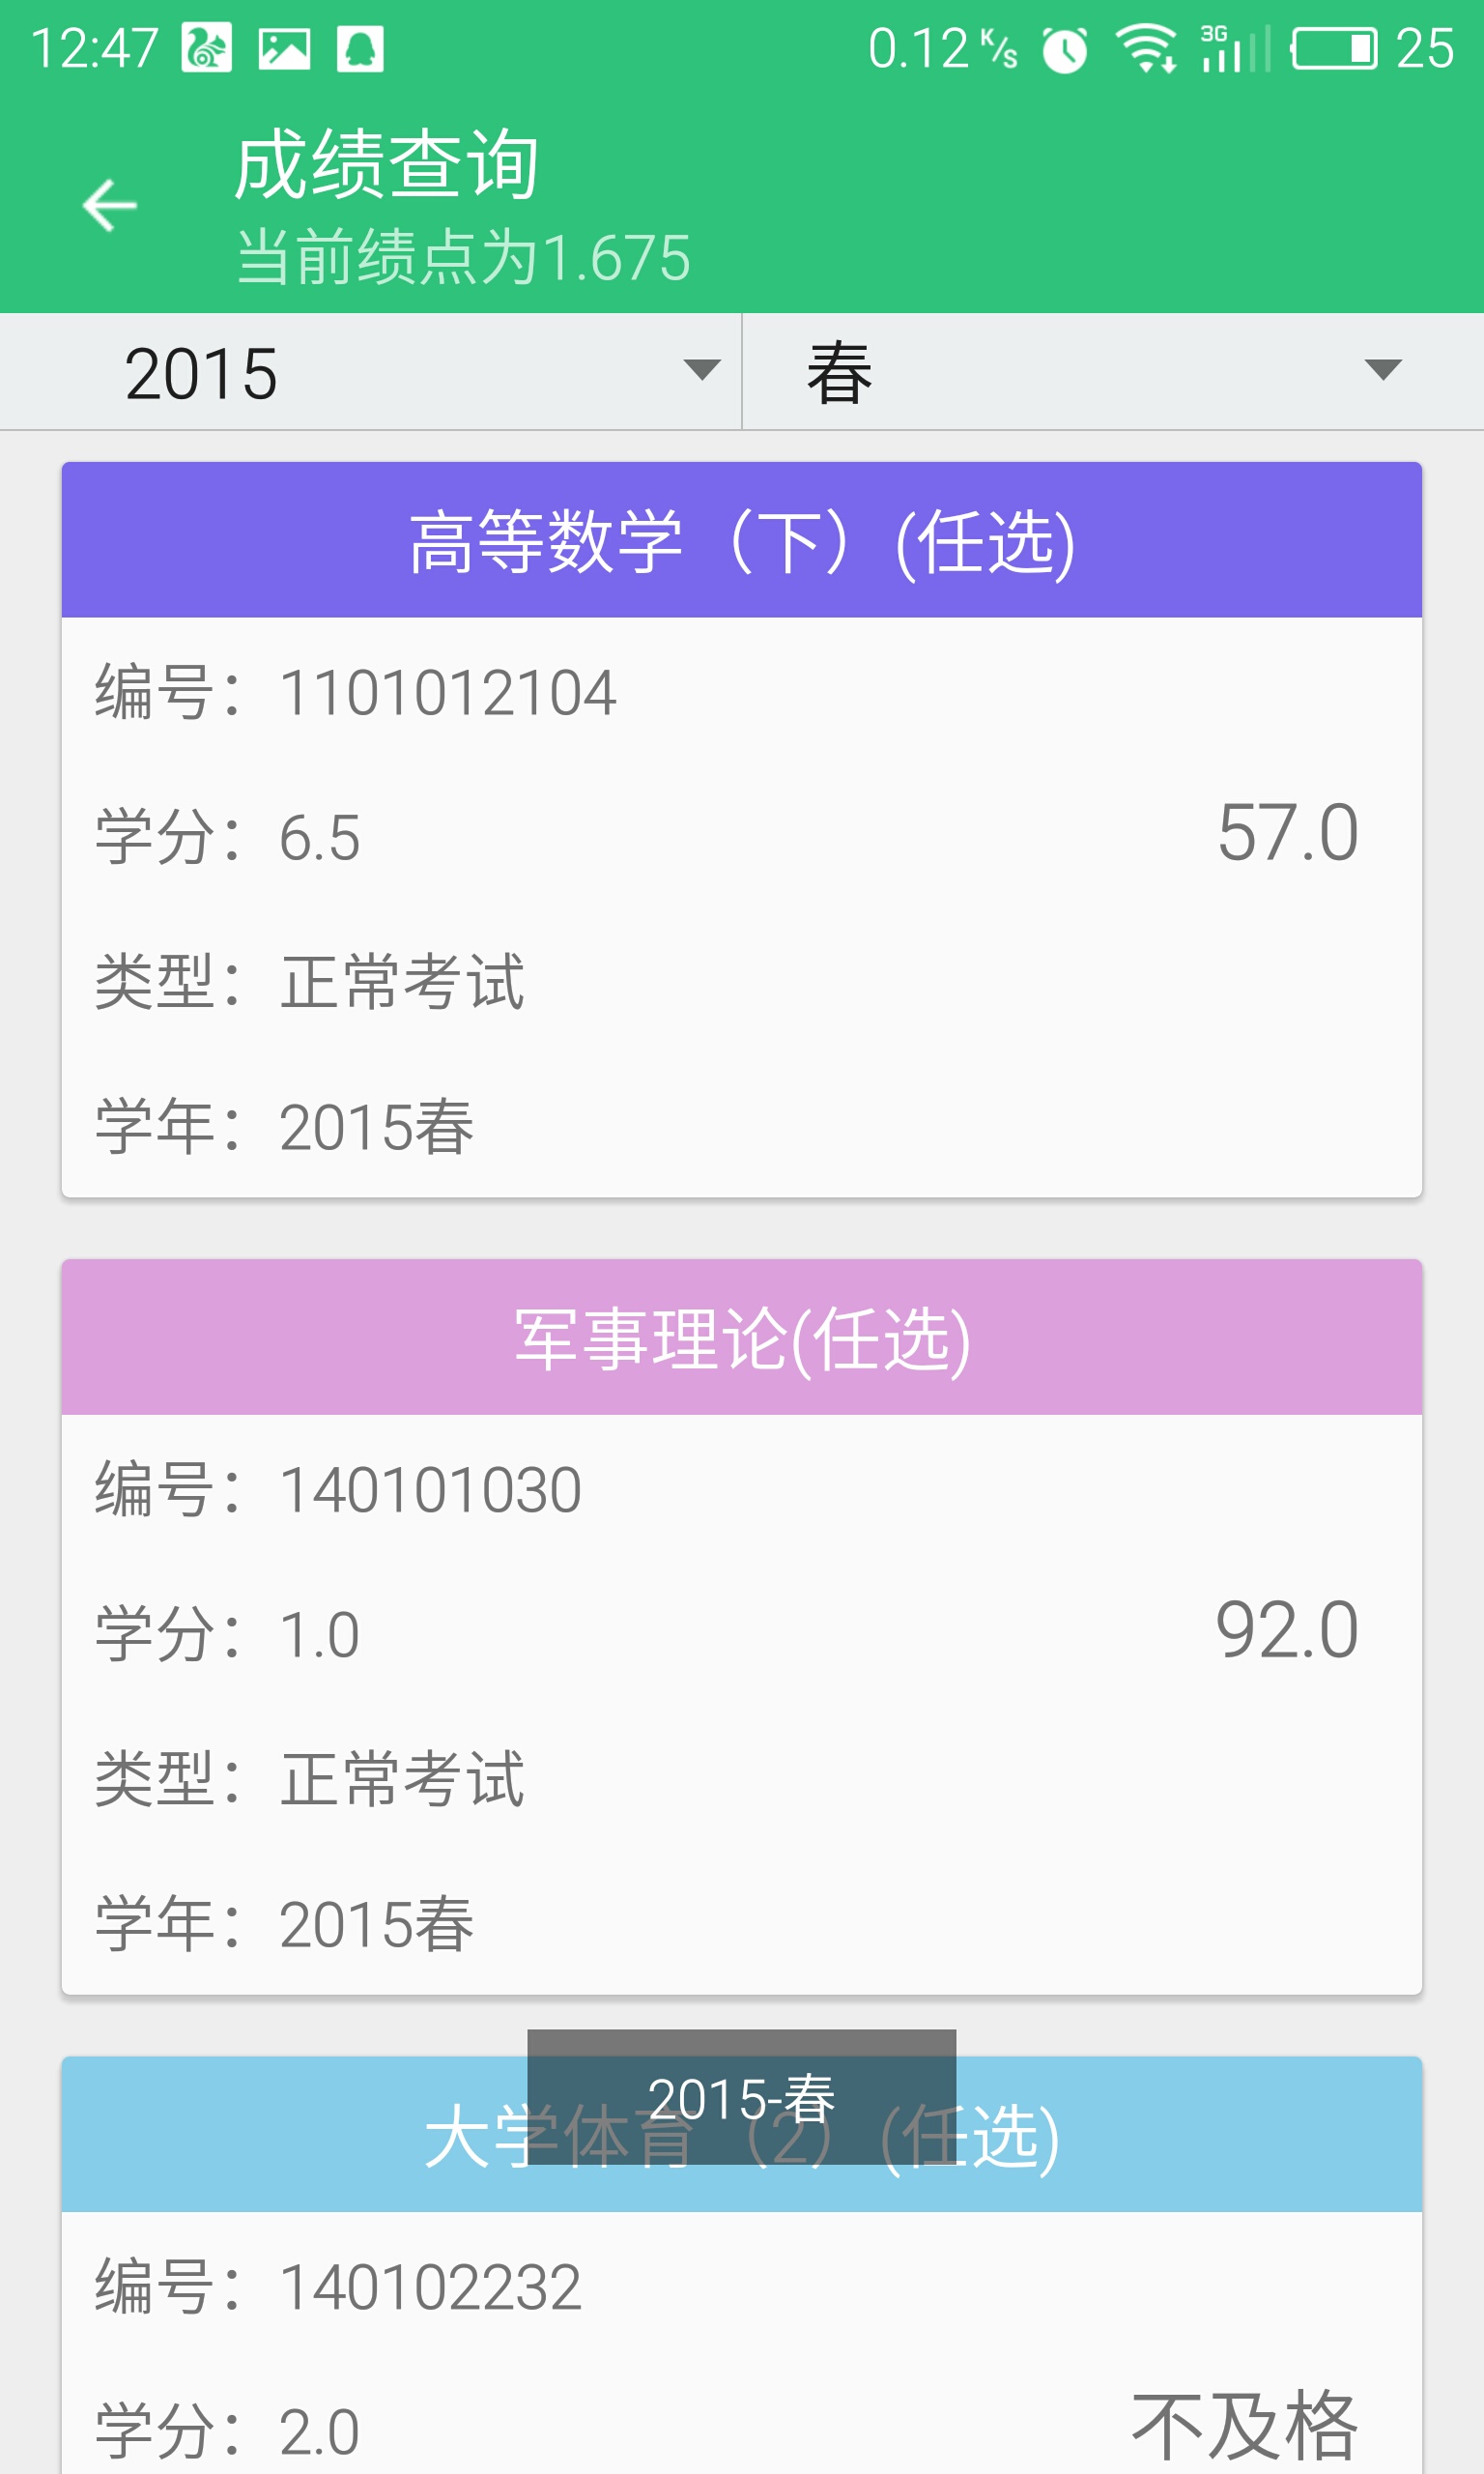 12:47 0.12 K/S 3G 25
成绩查询
当前绩点为1.675
2015 春
高等数学（下）(任选)
编号：1101012104
学分：6.5 57.0
类型：正常考试
学年：2015春
军事理论(任选)
编号：140101030
学分：1.0 92.0
类型：正常考试
学年：2015春
2015-春
大学体育（2）(任选)
编号：140102232
学分：2.0 不及格